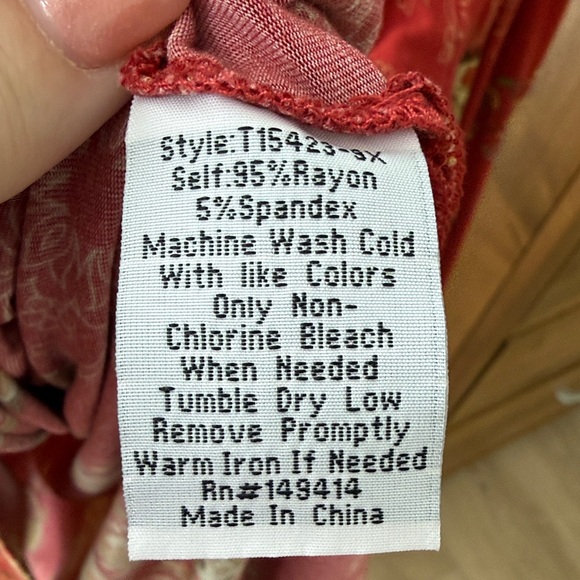 Style:T15423-sx
Self:95%Rayon
5%Spandex
Machine Wash Cold
With like Colors
Only Non-
Chlorine Bleach
When Needed
Tumble Dry Low
Remove Promptly
Warm Iron If Needed
Rn#149414
Made In China